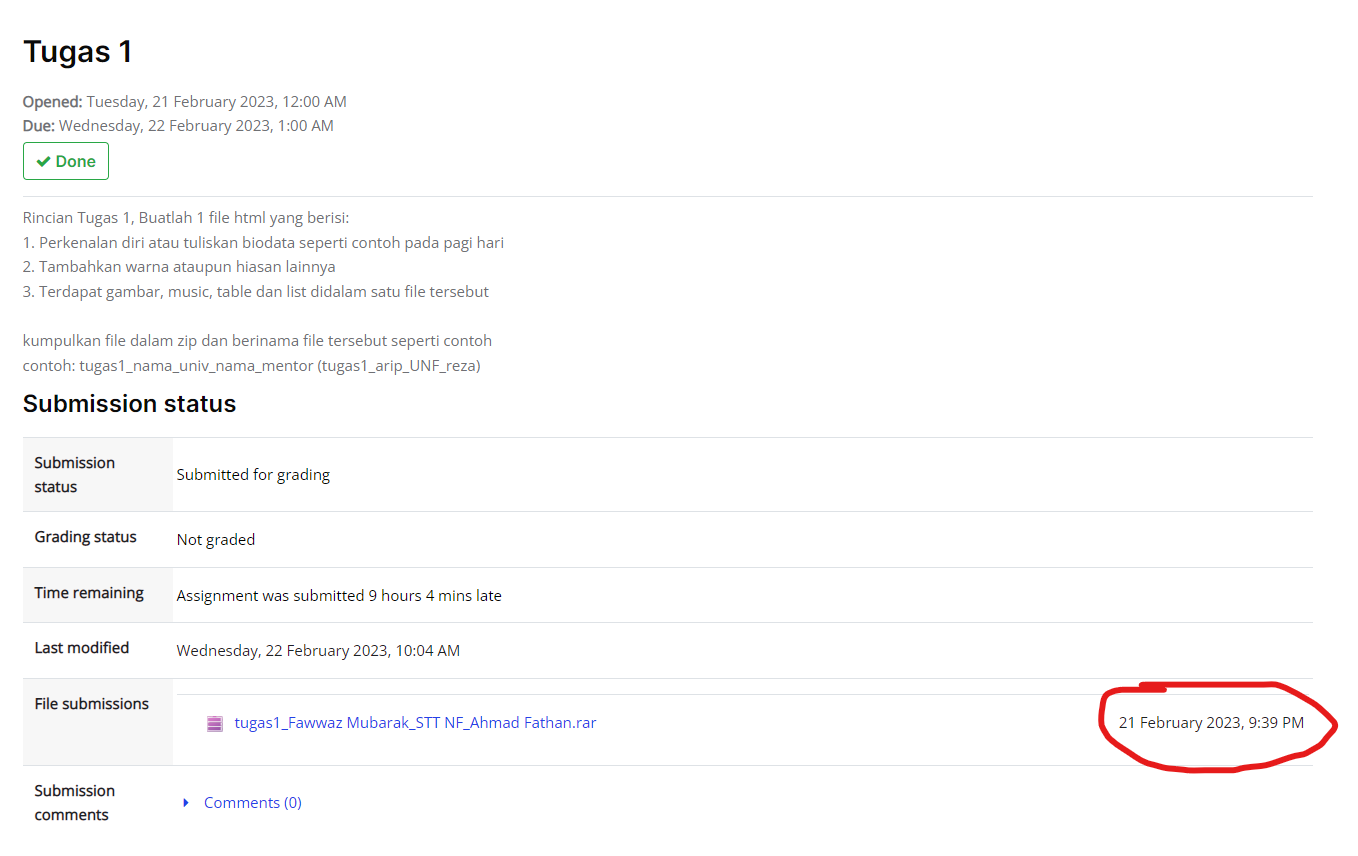 Tugas 1
Opened: Tuesday, 21 February 2023, 12:00 AM
Due: Wednesday, 22 February 2023, 1:00 AM
Done
Rincian Tugas 1, Buatlah 1 file html yang berisi:
1. Perkenalan diri atau tuliskan biodata seperti contoh pada pagi hari
2. Tambahkan warna ataupun hiasan lainnya
3. Terdapat gambar, music, table dan list didalam satu file tersebut
kumpulkan file dalam zip dan berinama file tersebut seperti contoh
contoh: tugas1_nama_univ_nama_mentor (tugas1_arip_UNF_reza)
Submission status
Submission
status
Submitted for grading
Grading status
Not graded
Time remaining
Assignment was submitted 9 hours 4 mins late
Last modified
Wednesday, 22 February 2023, 10:04 AM
File submissions
tugas1_Fawwaz Mubarak_STT NF_Ahmad Fathan.rar
21 February 2023, 9:39 PM
Submission
comments
Comments (0)